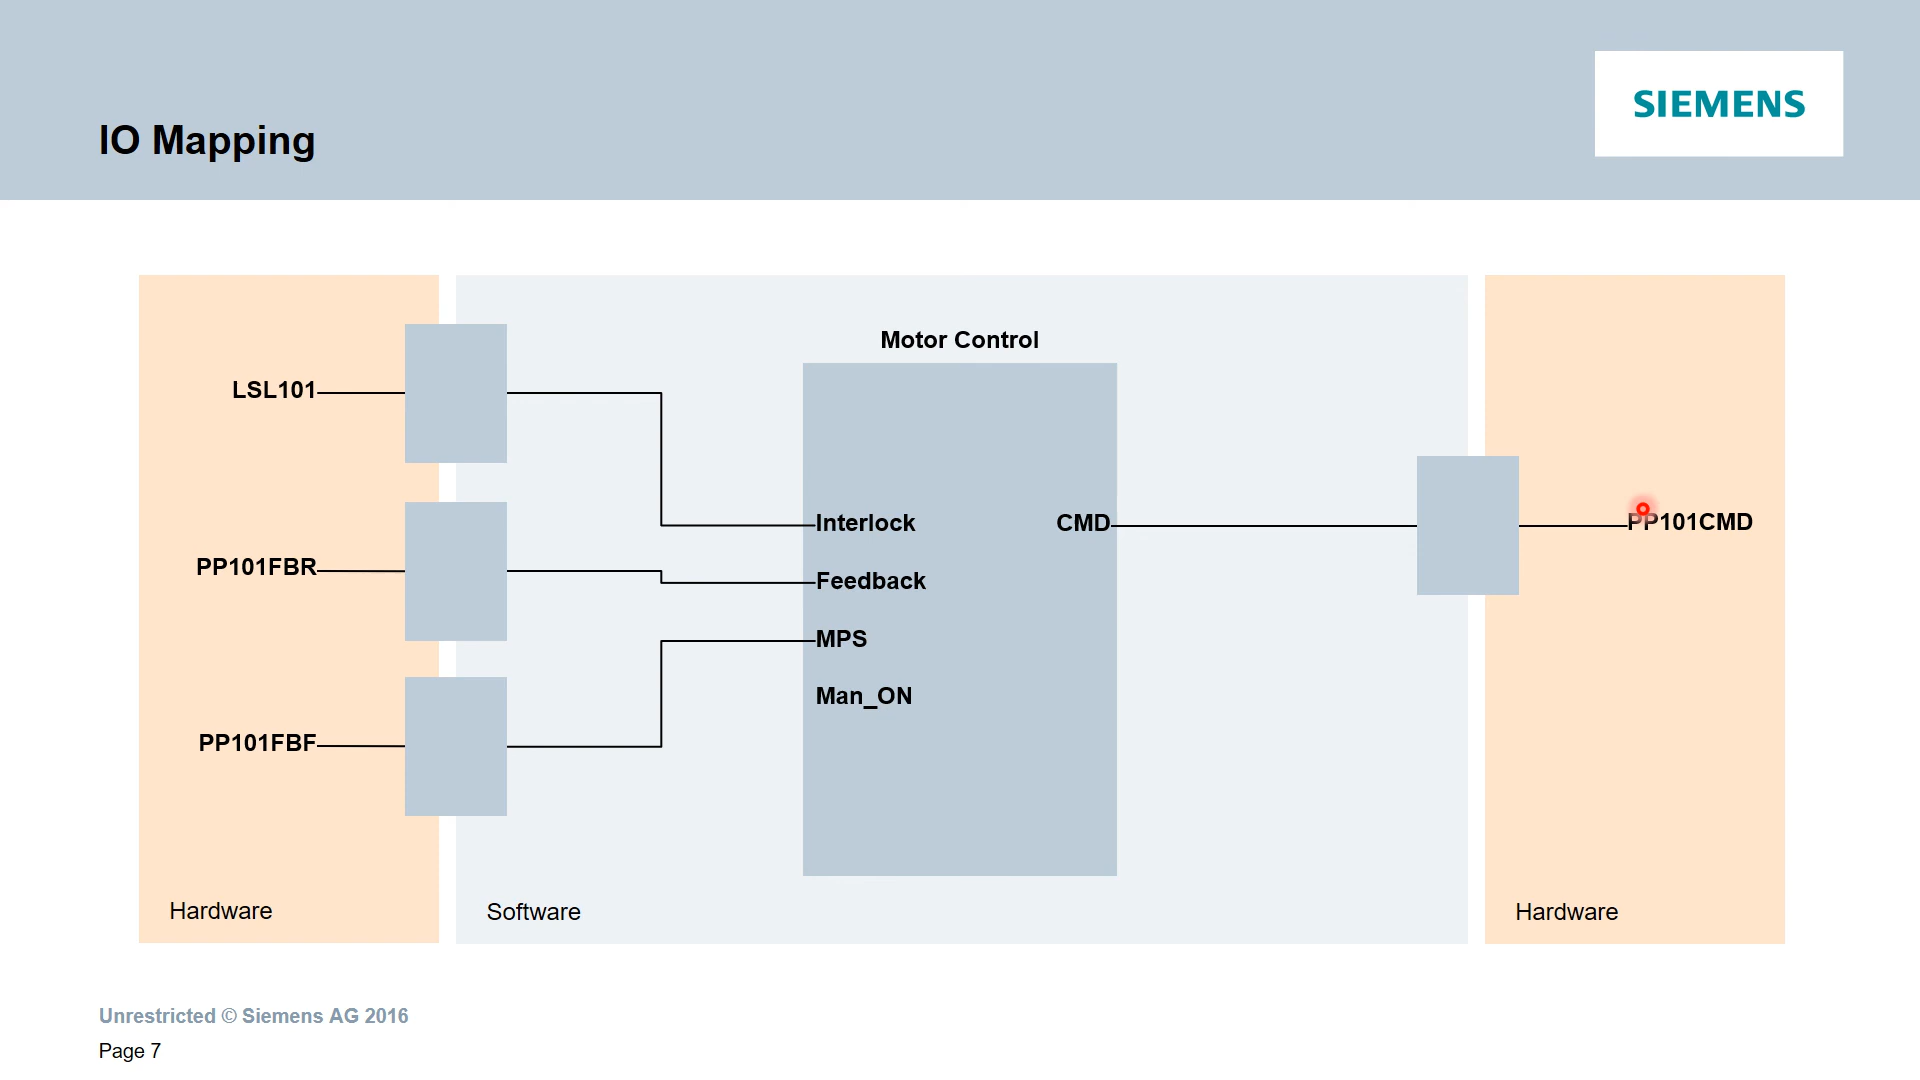 SIEMENS
IO Mapping
Motor Control
LSL101
Interlock
CMD
PP101CMD
PP101FBR
Feedback
MPS
Man_ON
PP101FBF
Hardware
Software
Hardware
Unrestricted © Siemens AG 2016
Page 7